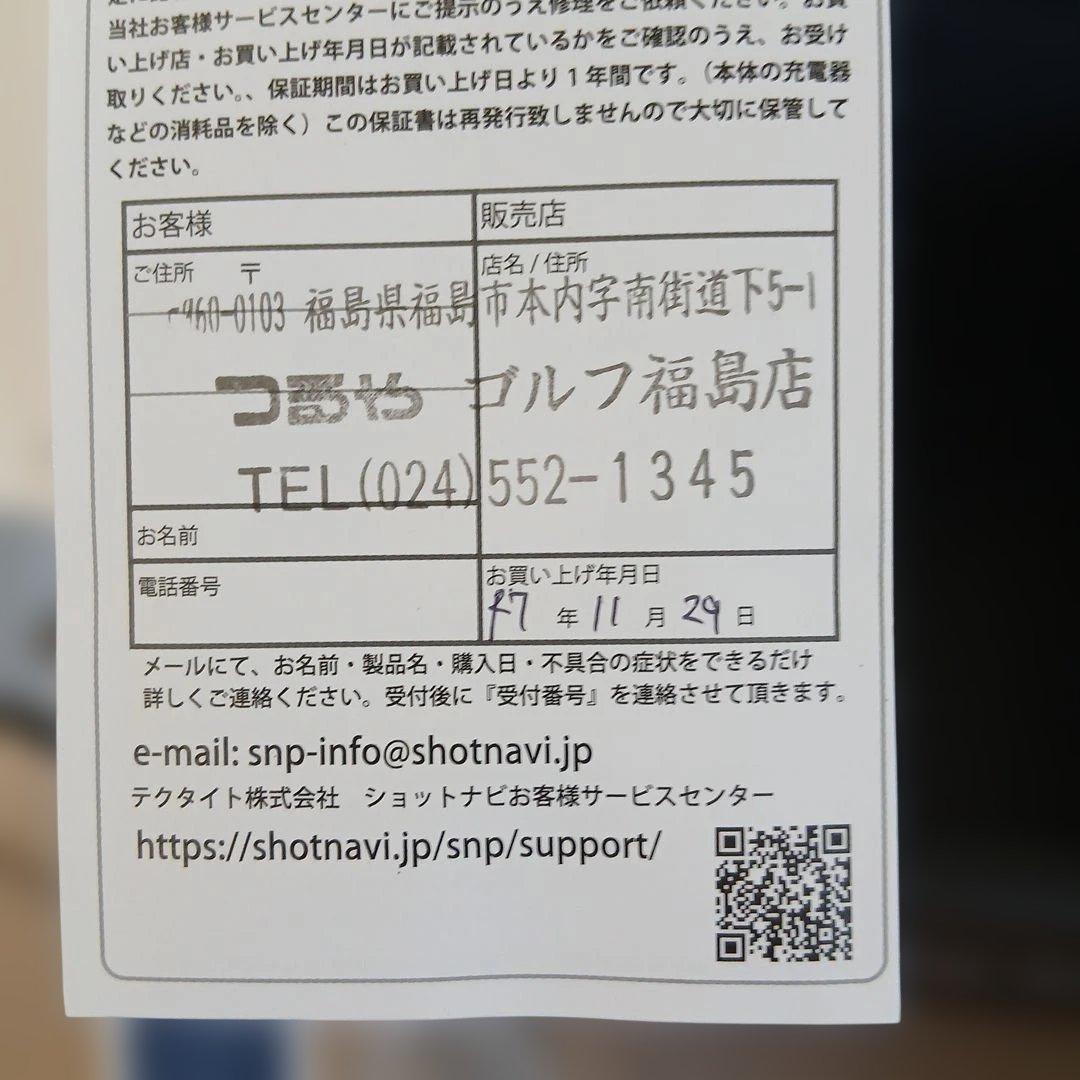 当社お客様サービスセンターにご提示のうえ修理をご依頼ください。お買
い上げ店・お買い上げ年月日が記載されているかをご確認のうえ、お受け
取りください。、保証期間はお買い上げ日より1年間です。（本体の充電器
などの消耗品を除く）この保証書は再発行致しませんので大切に保管して
ください。
お客様
販売店
ご住所 〒
店名/住所
960-0103 福島県福島市本内字南街道下5-1
つるや ゴルフ福島店
TEL(024)552-1345
お名前
電話番号
お買い上げ年月日
R7 年 11 月 29 日
メールにて、お名前・製品名・購入日・不具合の症状をできるだけ
詳しくご連絡ください。受付後に『受付番号』を連絡させて頂きます。
e-mail: snp-info@shotnavi.jp
テクタイト株式会社 ショットナビお客様サービスセンター
https://shotnavi.jp/snp/support/